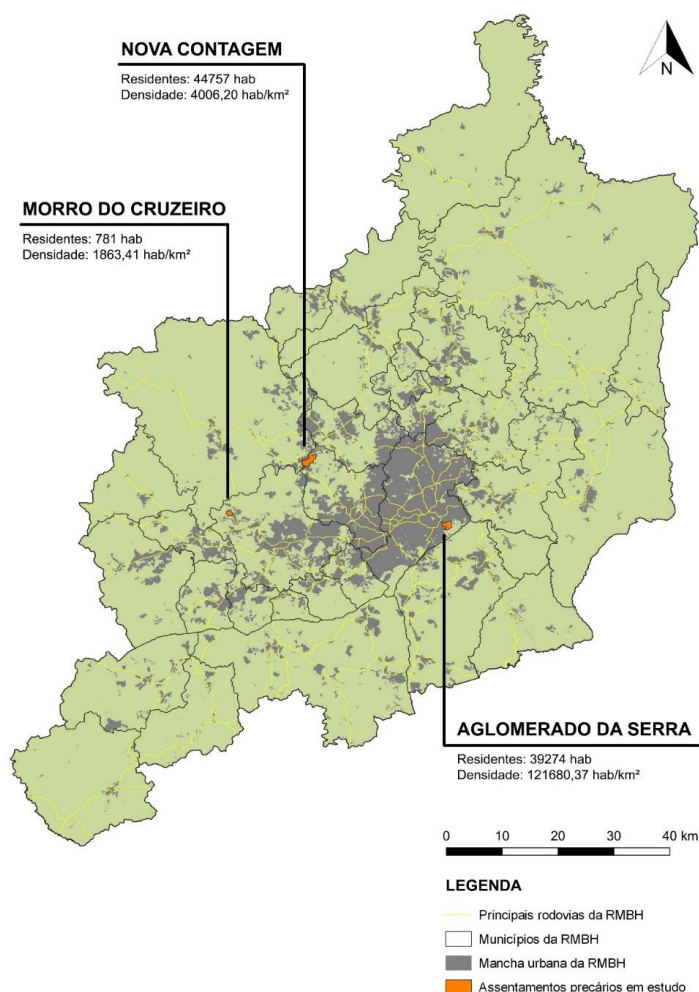 NOVA CONTAGEM
Residentes: 44757 hab
Densidade: 4006,20 hab/km²
N
MORRO DO CRUZEIRO
Residentes: 781 hab
Densidade: 1863,41 hab/km²
AGLOMERADO DA SERRA
Residentes: 39274 hab
Densidade: 121680,37 hab/km²
0 10 20 30 40 km
LEGENDA
Principais rodovias da RMBH
Municípios da RMBH
Mancha urbana da RMBH
Assentamentos precários em estudo